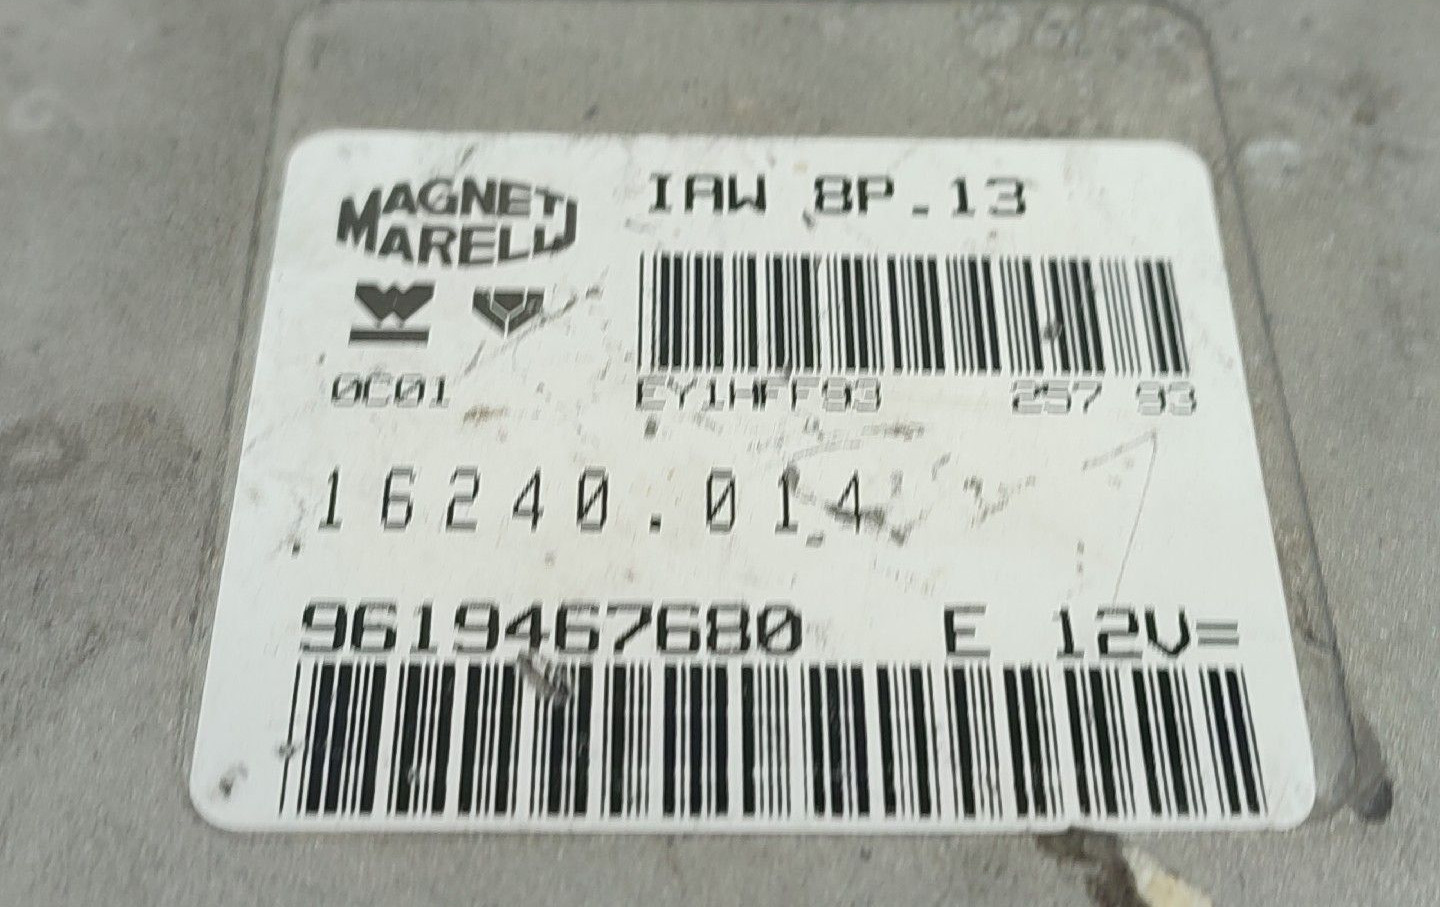 MAGNETI
MARELLI
IAW 8P.13
0C01
EY1HFF93 257 93
16240.014
9619467680 E 12V=